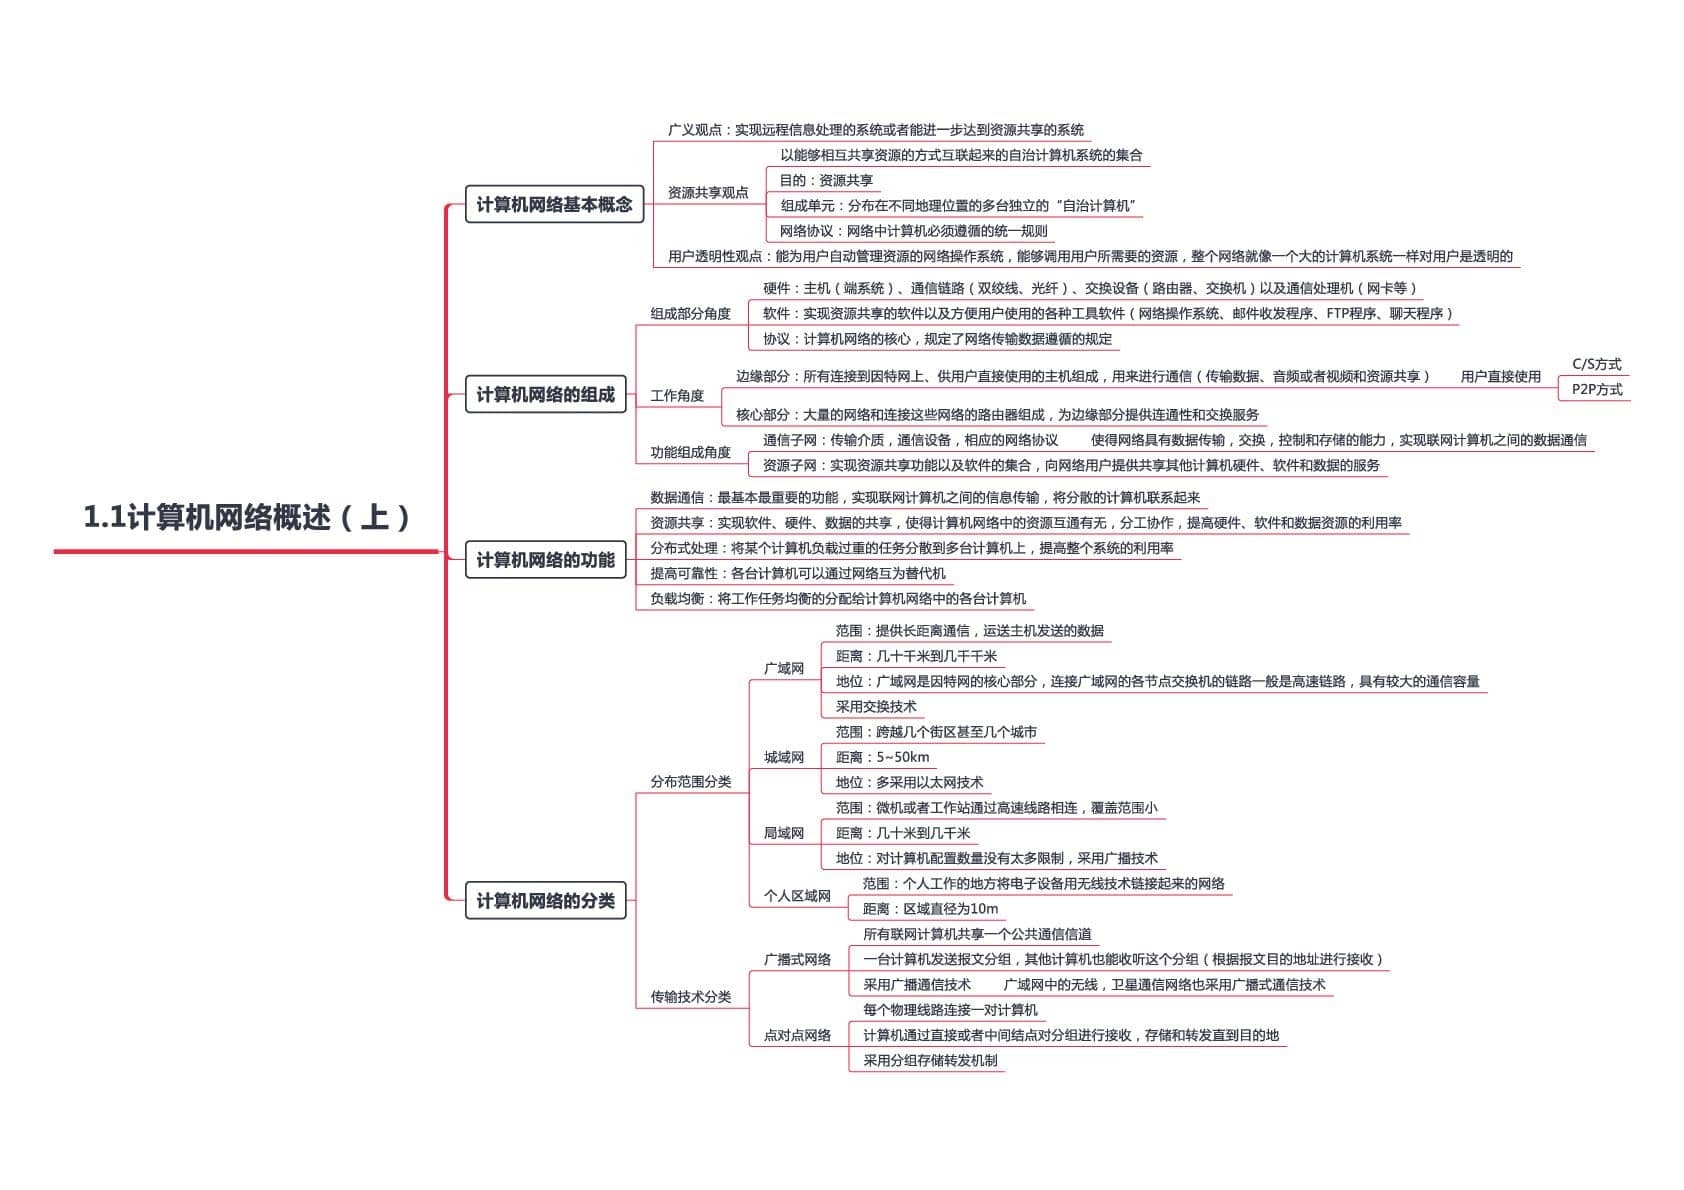 1.1计算机网络概述（上）
计算机网络基本概念
广义观点：实现远程信息处理的系统或者能进一步达到资源共享的系统
资源共享观点
以能够相互共享资源的方式互联起来的自治计算机系统的集合
目的：资源共享
组成单元：分布在不同地理位置的多台独立的“自治计算机”
网络协议：网络中计算机必须遵循的统一规则
用户透明性观点：能为用户自动管理资源的网络操作系统，能够调用用户所需要的资源，整个网络就像一个大的计算机系统一样对用户是透明的
计算机网络的组成
组成部分角度
硬件：主机（端系统）、通信链路（双绞线、光纤）、交换设备（路由器、交换机）以及通信处理机（网卡等）
软件：实现资源共享的软件以及方便用户使用的各种工具软件（网络操作系统、邮件收发程序、FTP程序、聊天程序）
协议：计算机网络的核心，规定了网络传输数据遵循的规定
工作角度
边缘部分：所有连接到因特网上、供用户直接使用的主机组成，用来进行通信（传输数据、音频或者视频和资源共享）
用户直接使用
C/S方式
P2P方式
核心部分：大量的网络和连接这些网络的路由器组成，为边缘部分提供连通性和交换服务
功能组成角度
通信子网：传输介质，通信设备，相应的网络协议
使得网络具有数据传输，交换，控制和存储的能力，实现联网计算机之间的数据通信
资源子网：实现资源共享功能以及软件的集合，向网络用户提供共享其他计算机硬件、软件和数据的服务
计算机网络的功能
数据通信：最基本最重要的功能，实现联网计算机之间的信息传输，将分散的计算机联系起来
资源共享：实现软件、硬件、数据的共享，使得计算机网络中的资源互通有无，分工协作，提高硬件、软件和数据资源的利用率
分布式处理：将某个计算机负载过重的任务分散到多台计算机上，提高整个系统的利用率
提高可靠性：各台计算机可以通过网络互为替代机
负载均衡：将工作任务均衡的分配给计算机网络中的各台计算机
计算机网络的分类
分布范围分类
广域网
范围：提供长距离通信，运送主机发送的数据
距离：几十千米到几千千米
地位：广域网是因特网的核心部分，连接广域网的各节点交换机的链路一般是高速链路，具有较大的通信容量
采用交换技术
城域网
范围：跨越几个街区甚至几个城市
距离：5~50km
地位：多采用以太网技术
局域网
范围：微机或者工作站通过高速线路相连，覆盖范围小
距离：几十米到几千米
地位：对计算机配置数量没有太多限制，采用广播技术
个人区域网
范围：个人工作的地方将电子设备用无线技术链接起来的网络
距离：区域直径为10m
传输技术分类
广播式网络
所有联网计算机共享一个公共通信信道
一台计算机发送报文分组，其他计算机也能收听这个分组（根据报文目的地址进行接收）
采用广播通信技术
广域网中的无线，卫星通信网络也采用广播式通信技术
点对点网络
每个物理线路连接一对计算机
计算机通过直接或者中间结点对分组进行接收，存储和转发直到目的地
采用分组存储转发机制